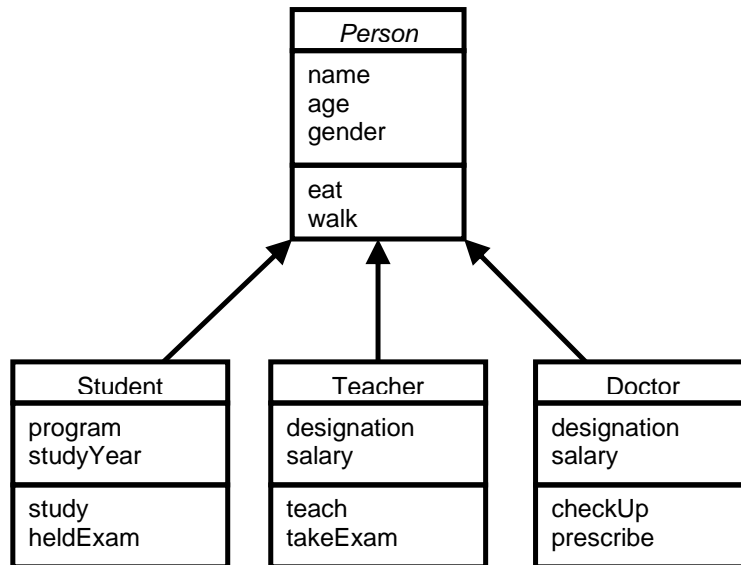 Person
name
age
gender
eat
walk
Student
program
studyYear
study
heldExam
Teacher
designation
salary
teach
takeExam
Doctor
designation
salary
checkUp
prescribe